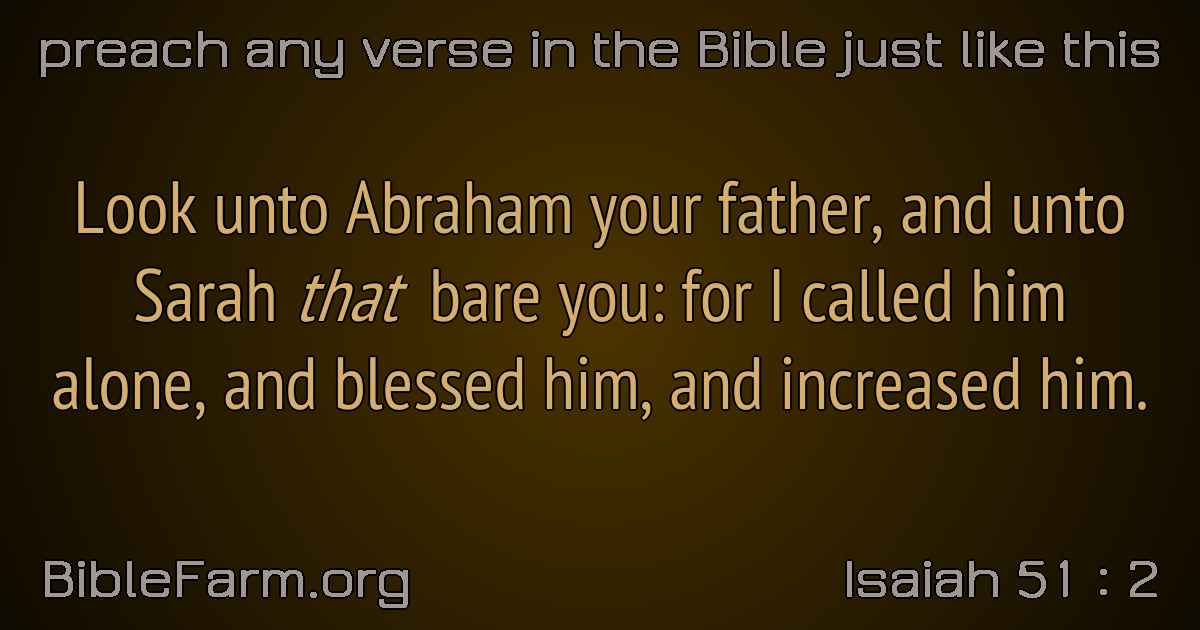 preach any verse in the Bible just like this
Look unto Abraham your father, and unto
Sarah that bare you: for I called him
alone, and blessed him, and increased him.
BibleFarm.org
Isaiah 51 : 2